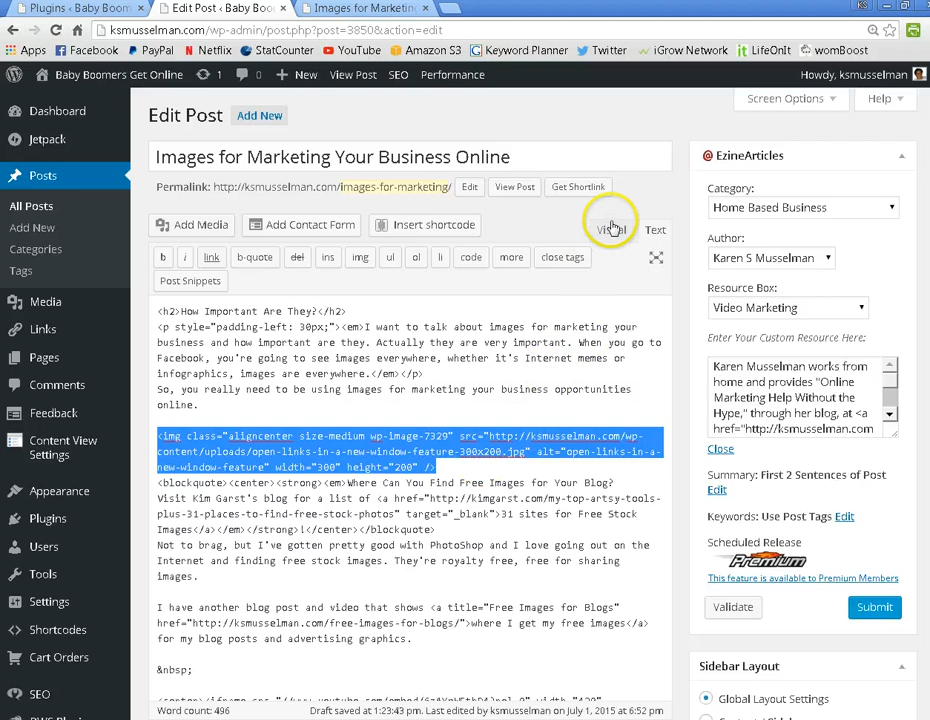 KS
Plugins ‹ Baby Boom
Edit Post ‹ Baby Boo
Images for Marketing
ksmusselman.com/wp-admin/post.php?post=3850&action=edit
Apps
Facebook
PayPal
Netflix
StatCounter
YouTube
Amazon S3
Keyword Planner
Twitter
iGrow Network
LifeOnIt
womBoost
Baby Boomers Get Online
1
0
New
View Post
SEO
Performance
Howdy, ksmusselman
Dashboard
Jetpack
Posts
All Posts
Add New
Categories
Tags
Media
Links
Pages
Comments
Feedback
Content View
Settings
Appearance
Plugins
Users
Tools
Settings
Shortcodes
Cart Orders
SEO
Screen Options
Help
Edit Post
Add New
Images for Marketing Your Business Online
Permalink: http://ksmusselman.com/images-for-marketing/
Edit
View Post
Get Shortlink
Add Media
Add Contact Form
Insert shortcode
Visual
Text
b
i
link
b-quote
del
ins
img
ul
ol
li
code
more
close tags
Post Snippets
<h2>How Important Are They?</h2>
<p style="padding-left: 30px;"><em>I want to talk about images for marketing your
business and how important are they. Actually they are very important. When you go to
Facebook, you're going to see images everywhere, whether it's Internet memes or
infographics, images are everywhere.</em></p>
So, you really need to be using images for marketing your business opportunities
online.
<img class="aligncenter size-medium wp-image-7329" src="http://ksmusselman.com/wp-
content/uploads/open-links-in-a-new-window-feature-300x200.jpg" alt="open-links-in-a-
new-window-feature" width="300" height="200" />
<blockquote><center><strong><em>Where Can You Find Free Images for Your Blog?
Visit Kim Garst's blog for a list of <a href="http://kimgarst.com/my-top-artsy-tools-
plus-31-places-to-find-free-stock-photos" target="_blank">31 sites for Free Stock
Images</a></em></strong>!</center></blockquote>
Not to brag, but I've gotten pretty good with PhotoShop and I love going out on the
Internet and finding free stock images. They're royalty free, free for sharing
images.
I have another blog post and video that shows <a title="Free Images for Blogs"
href="http://ksmusselman.com/free-images-for-blogs/">where I get my free images</a>
for my blog posts and advertising graphics.
&nbsp;
Word count: 496
Draft saved at 1:23:43 pm. Last edited by ksmusselman on July 1, 2015 at 6:52 pm
EzineArticles
Category:
Home Based Business
Author:
Karen S Musselman
Resource Box:
Video Marketing
Enter Your Custom Resource Here:
Karen Musselman works from
home and provides "Online
Marketing Help Without the
Hype," through her blog, at <a
href="http://ksmusselman.com
Close
Summary: First 2 Sentences of Post
Edit
Keywords: Use Post Tags Edit
Scheduled Release
Premium
This feature is available to Premium Members
Validate
Submit
Sidebar Layout
Global Layout Settings